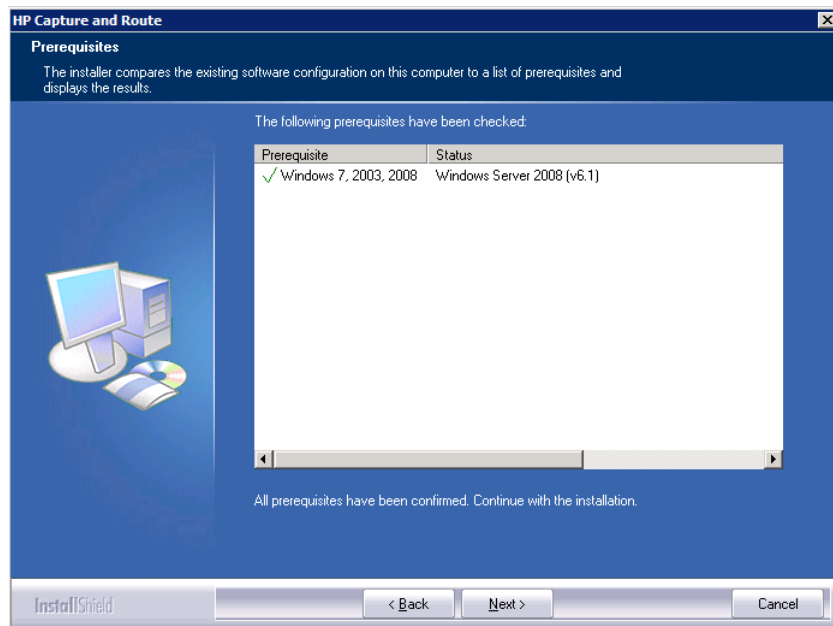 HP Capture and Route
Prerequisites
The installer compares the existing software configuration on this computer to a list of prerequisites and
displays the results.
The following prerequisites have been checked:
Prerequisite Status
Windows 7, 2003, 2008 Windows Server 2008 (v6.1)
All prerequisites have been confirmed. Continue with the installation.
InstallShield
< Back Next > Cancel